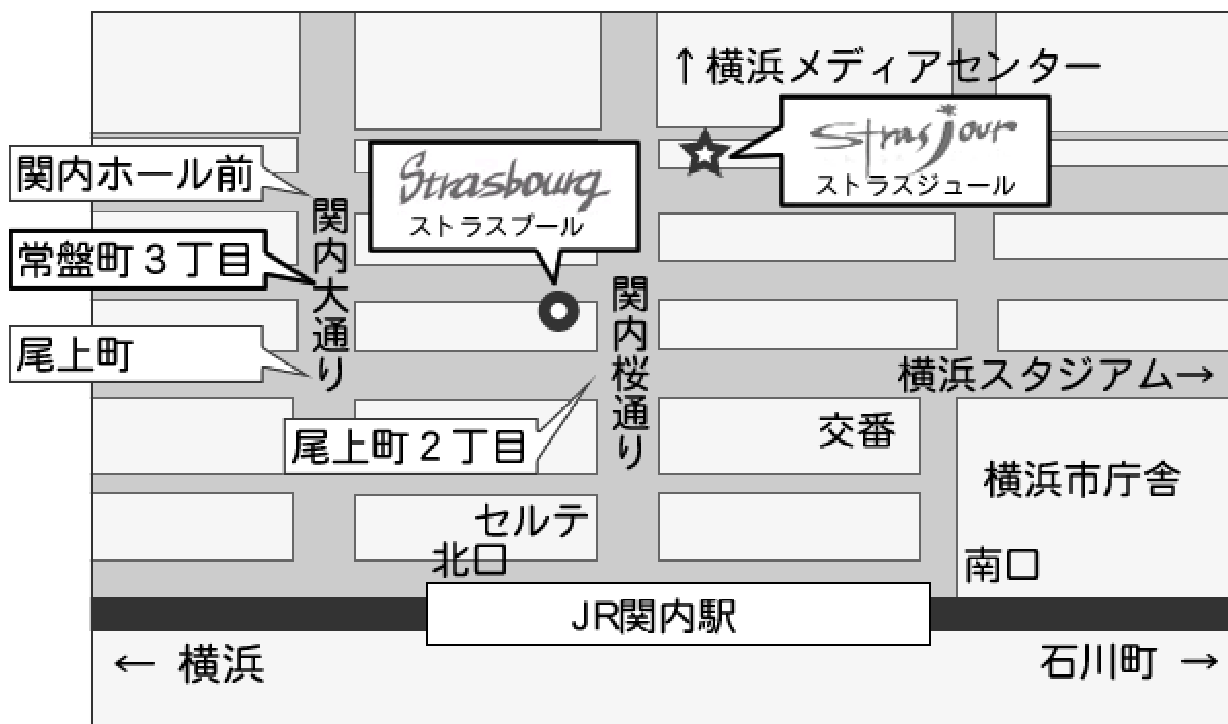 ↑横浜メディアセンター
Strasjour
ストラスジュール
関内ホール前
Strasbourg
ストラスブール
関内大通り
常盤町３丁目
関内桜通り
尾上町
横浜スタジアム→
尾上町２丁目
交番
横浜市庁舎
セルテ
北口
南口
JR関内駅
← 横浜
石川町 →